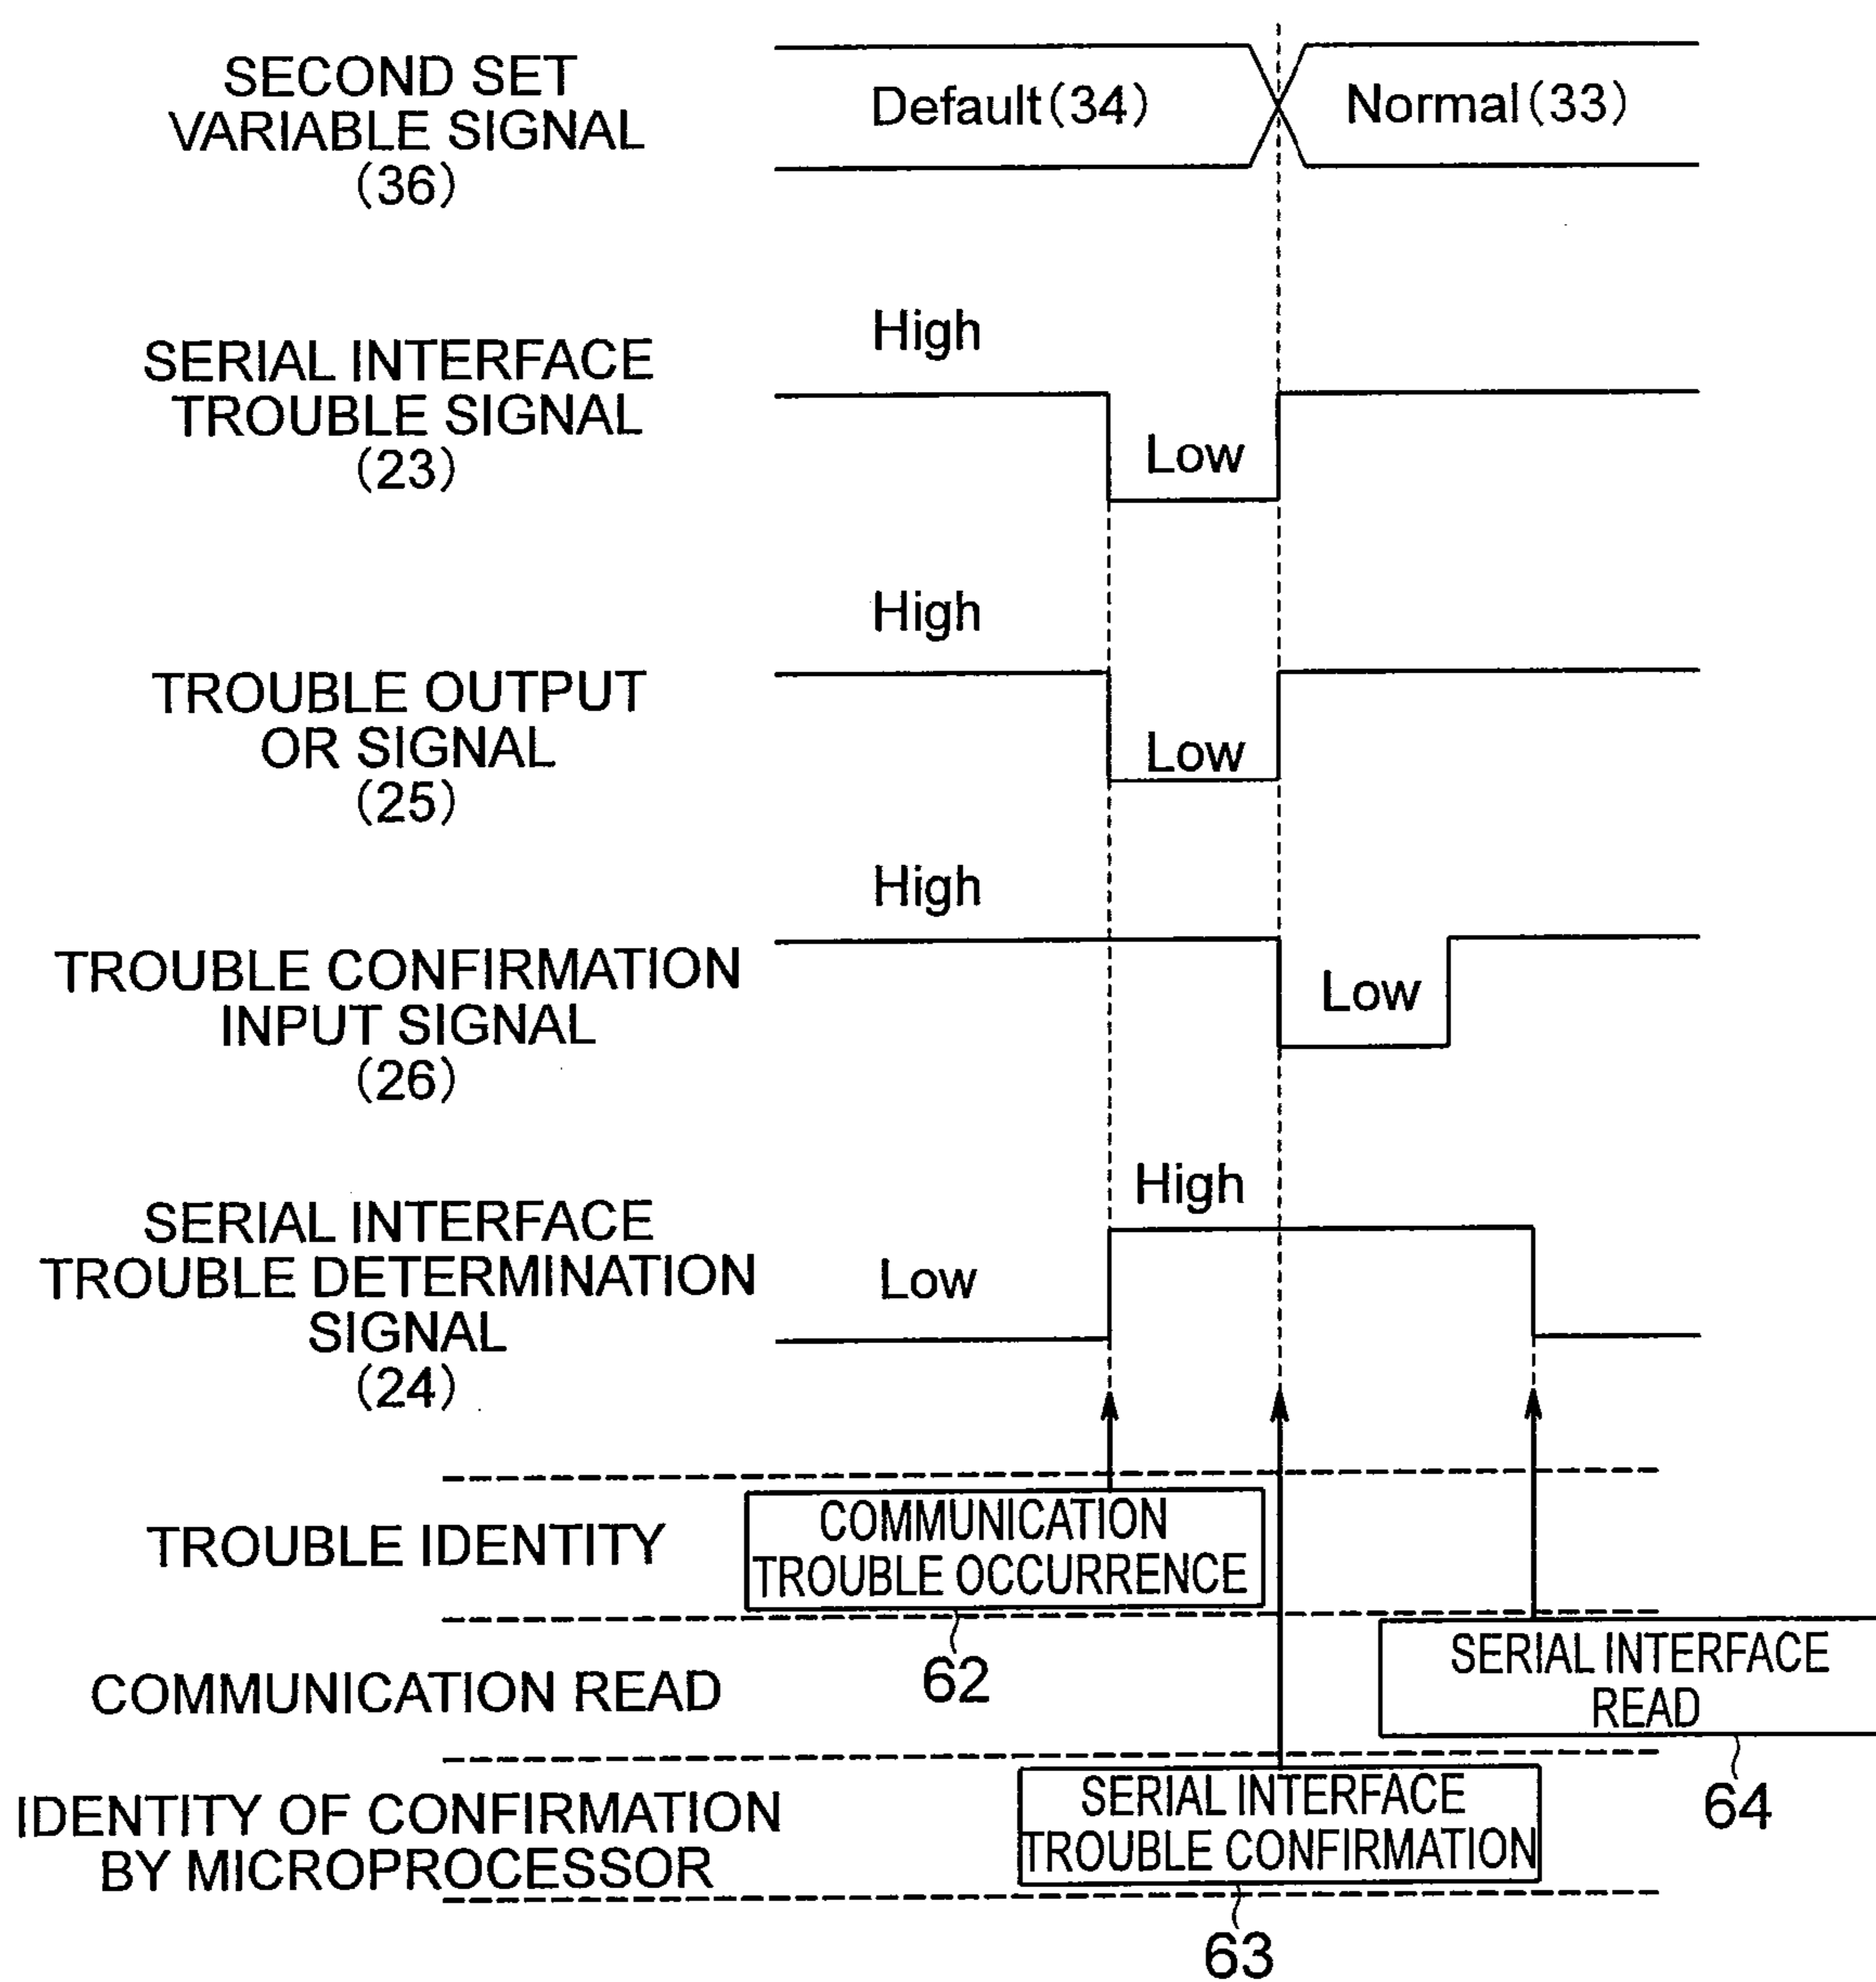 SECOND SET
VARIABLE SIGNAL
(36)
Default(34)
Normal(33)
SERIAL INTERFACE
TROUBLE SIGNAL
(23)
High
Low
TROUBLE OUTPUT
OR SIGNAL
(25)
High
Low
TROUBLE CONFIRMATION
INPUT SIGNAL
(26)
High
Low
SERIAL INTERFACE
TROUBLE DETERMINATION
SIGNAL
(24)
Low
High
TROUBLE IDENTITY
COMMUNICATION
TROUBLE OCCURRENCE
62
COMMUNICATION READ
SERIAL INTERFACE
READ
64
IDENTITY OF CONFIRMATION
BY MICROPROCESSOR
SERIAL INTERFACE
TROUBLE CONFIRMATION
63